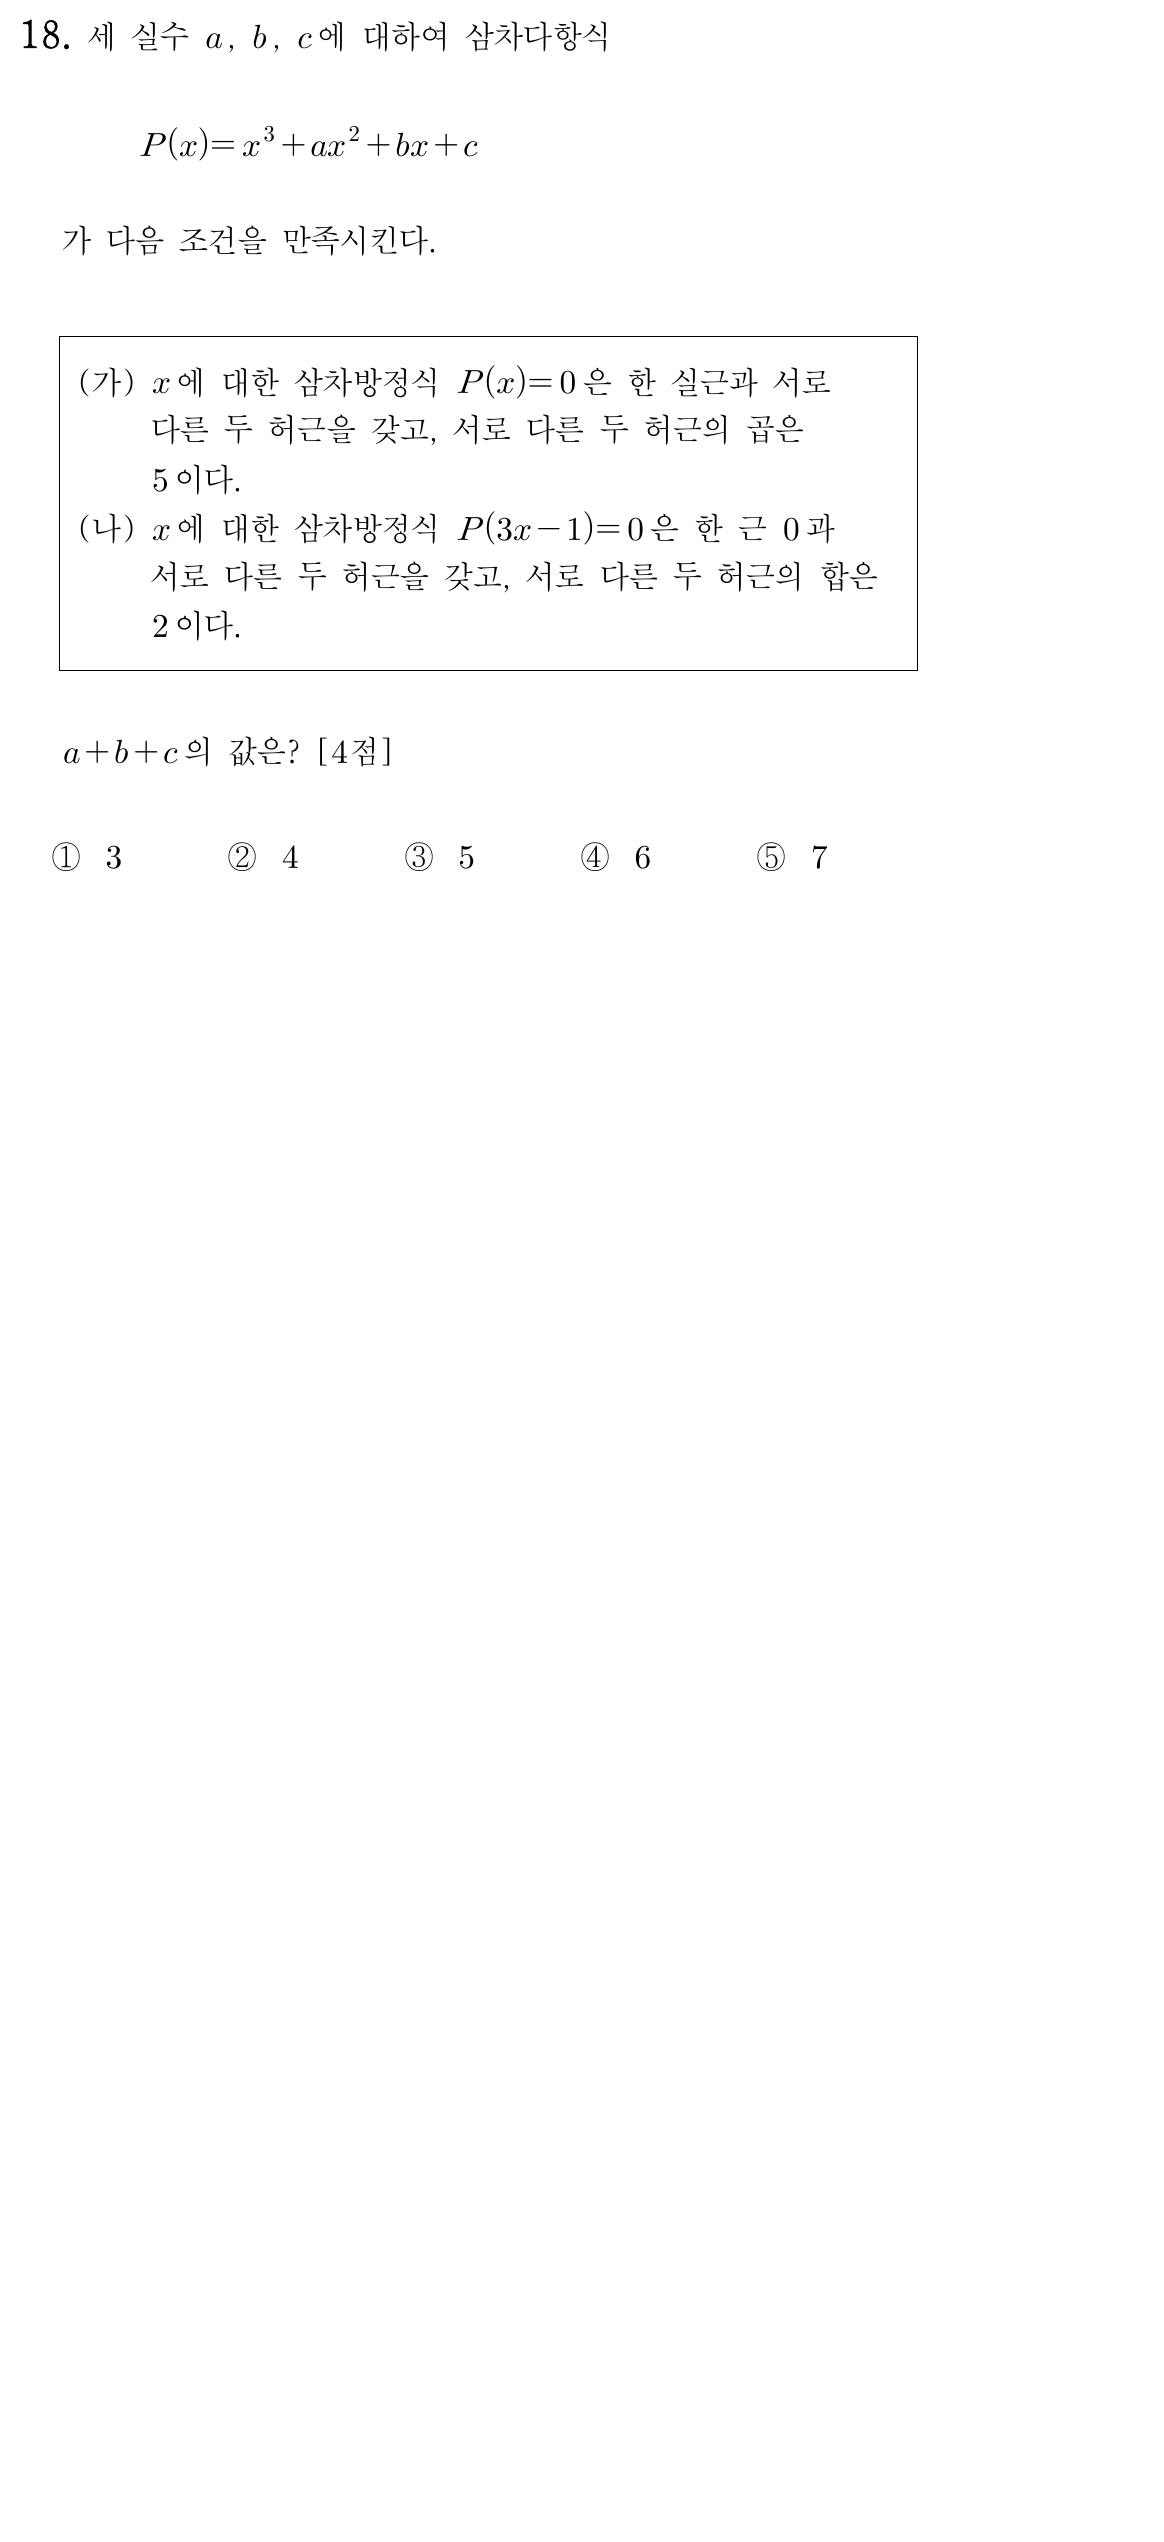 18. 세 실수 a, b, c에 대하여 삼차다항식
P(x)=x³+ax²+bx+c
가 다음 조건을 만족시킨다.
(가) x에 대한 삼차방정식 P(x)=0은 한 실근과 서로
다른 두 허근을 갖고, 서로 다른 두 허근의 곱은
5이다.
(나) x에 대한 삼차방정식 P(3x-1)=0은 한 근 0과
서로 다른 두 허근을 갖고, 서로 다른 두 허근의 합은
2이다.
a+b+c의 값은? [4점]
① 3 ② 4 ③ 5 ④ 6 ⑤ 7